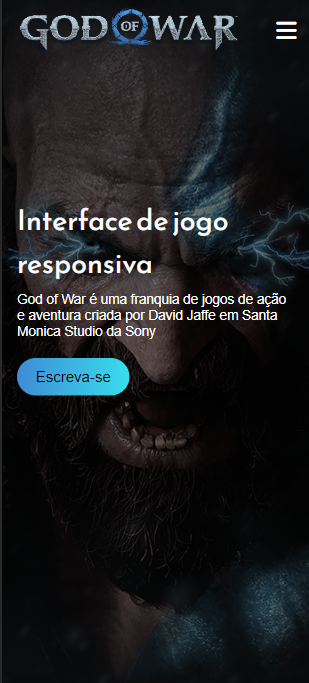 GOD OF WAR
Interface de jogo
responsiva
God of War é uma franquia de jogos de ação
e aventura criada por David Jaffe em Santa
Monica Studio da Sony
Escreva-se